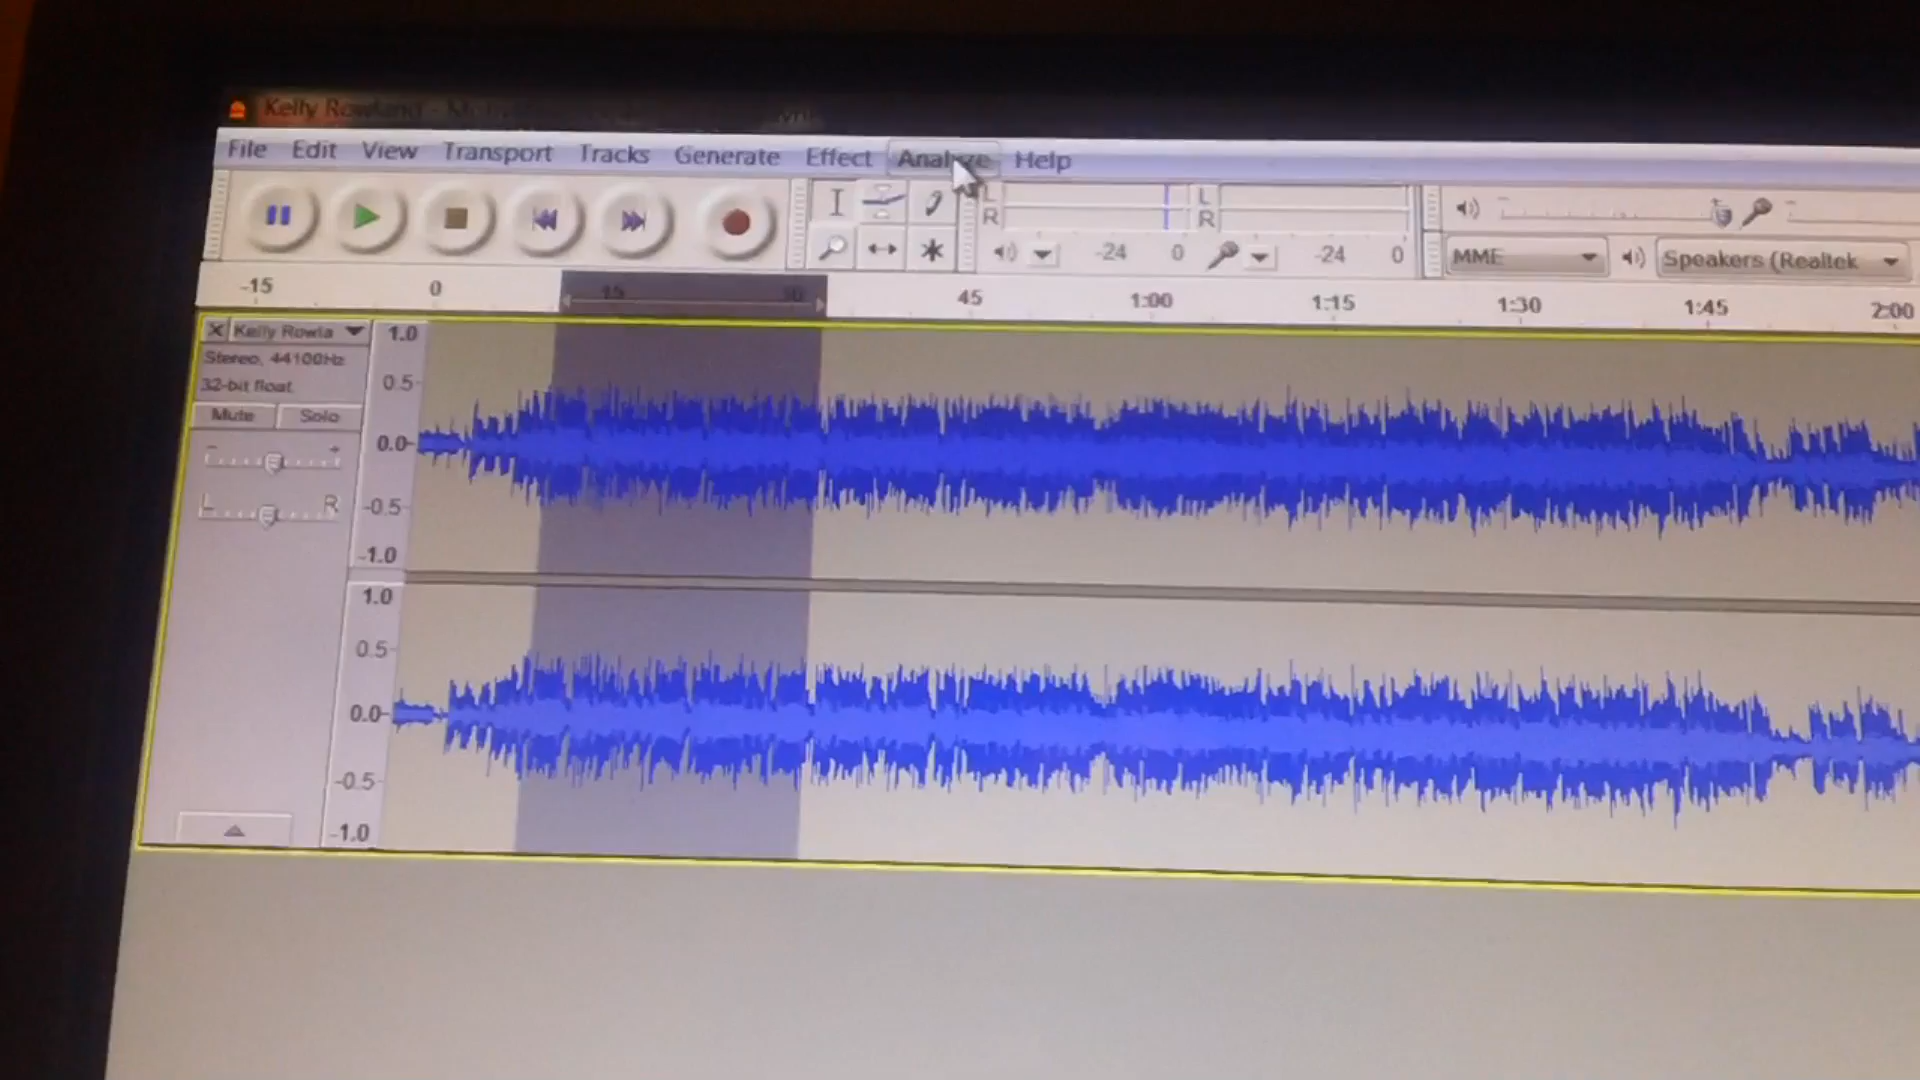 Kelly Rowland -
File Edit View Transport Tracks Generate Effect Analyze Help
L
R
L
R
-24 0
-24 0
MME
Speakers (Realtek
-15 0 15 30 45 1:00 1:15 1:30 1:45 2:00
Kelly Rowla
Stereo, 44100Hz
32-bit float
Mute Solo
- +
L R
1.0
0.5-
0.0-
-0.5-
-1.0
1.0
0.5-
0.0-
-0.5-
-1.0